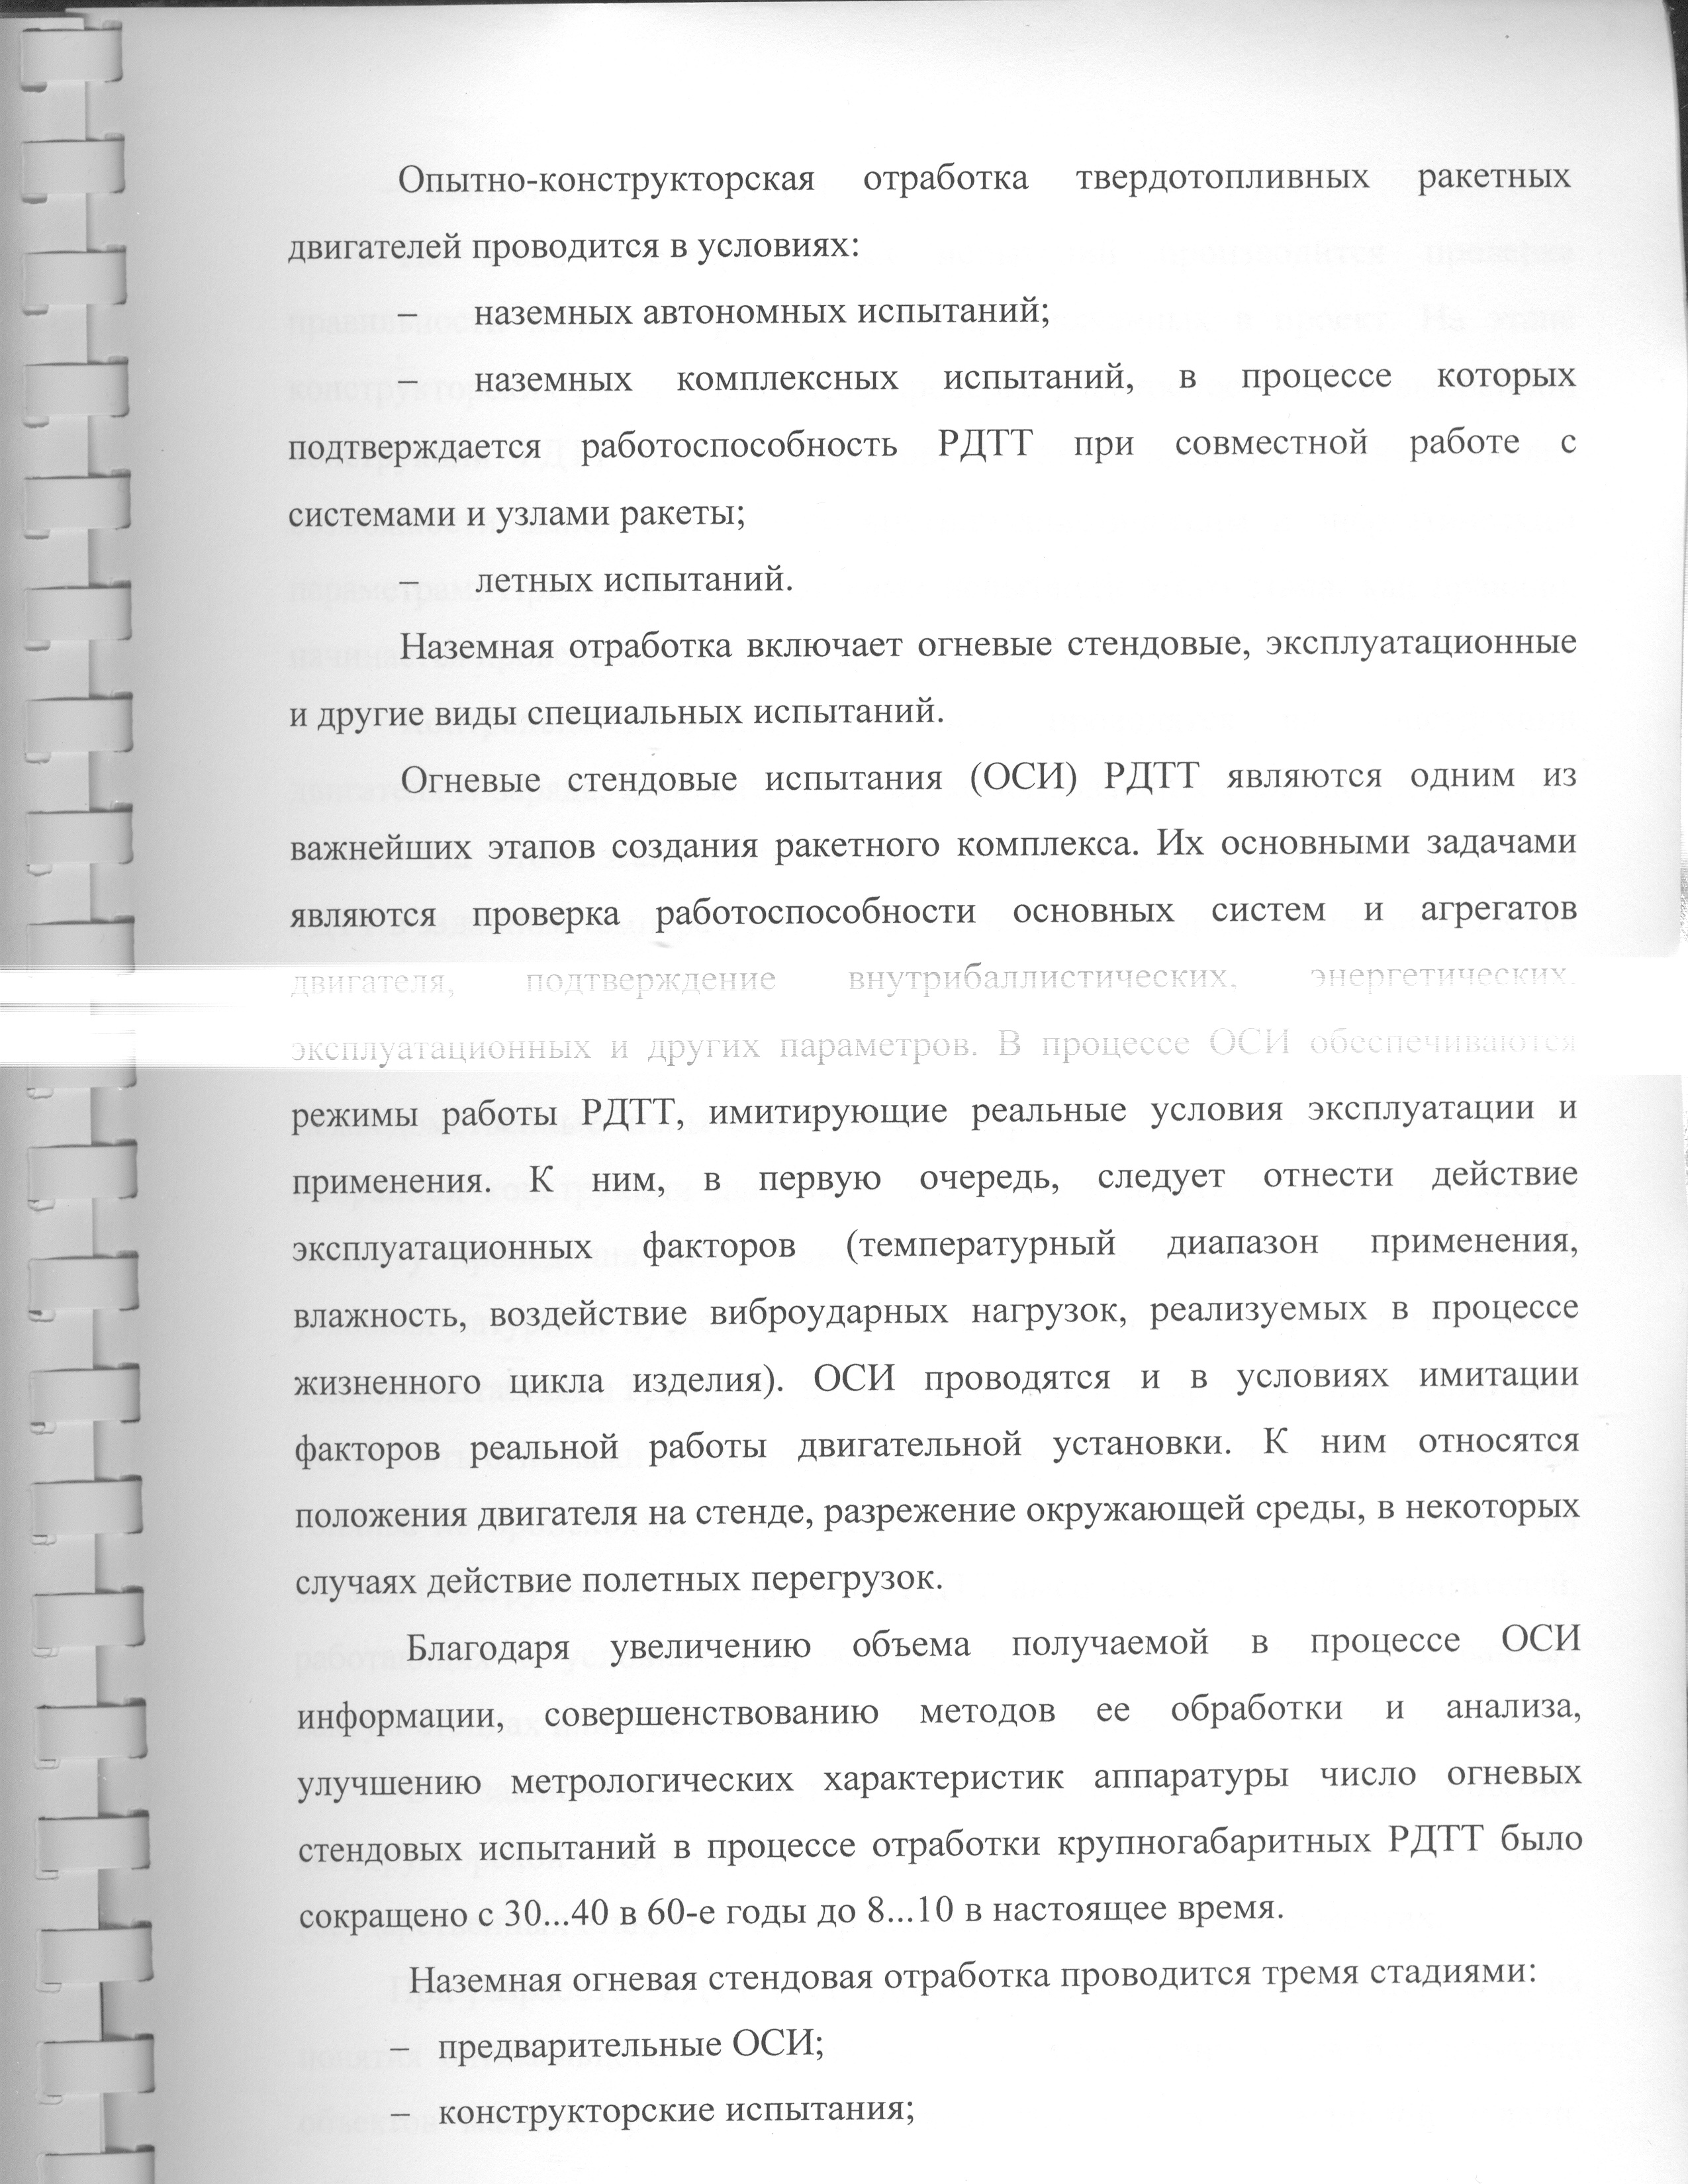 Опытно-конструкторская отработка твердотопливных ракетных
двигателей проводится в условиях:
– наземных автономных испытаний;
– наземных комплексных испытаний, в процессе которых
подтверждается работоспособность РДТТ при совместной работе с
системами и узлами ракеты;
– летных испытаний.
Наземная отработка включает огневые стендовые, эксплуатационные
и другие виды специальных испытаний.
Огневые стендовые испытания (ОСИ) РДТТ являются одним из
важнейших этапов создания ракетного комплекса. Их основными задачами
являются проверка работоспособности основных систем и агрегатов
двигателя, подтверждение внутрибаллистических, энергетических,
эксплуатационных и других параметров. В процессе ОСИ обеспечиваются
режимы работы РДТТ, имитирующие реальные условия эксплуатации и
применения. К ним, в первую очередь, следует отнести действие
эксплуатационных факторов (температурный диапазон применения,
влажность, воздействие виброударных нагрузок, реализуемых в процессе
жизненного цикла изделия). ОСИ проводятся и в условиях имитации
факторов реальной работы двигательной установки. К ним относятся
положения двигателя на стенде, разрежение окружающей среды, в некоторых
случаях действие полетных перегрузок.
Благодаря увеличению объема получаемой в процессе ОСИ
информации, совершенствованию методов ее обработки и анализа,
улучшению метрологических характеристик аппаратуры число огневых
стендовых испытаний в процессе отработки крупногабаритных РДТТ было
сокращено с 30...40 в 60-е годы до 8...10 в настоящее время.
Наземная огневая стендовая отработка проводится тремя стадиями:
– предварительные ОСИ;
– конструкторские испытания;